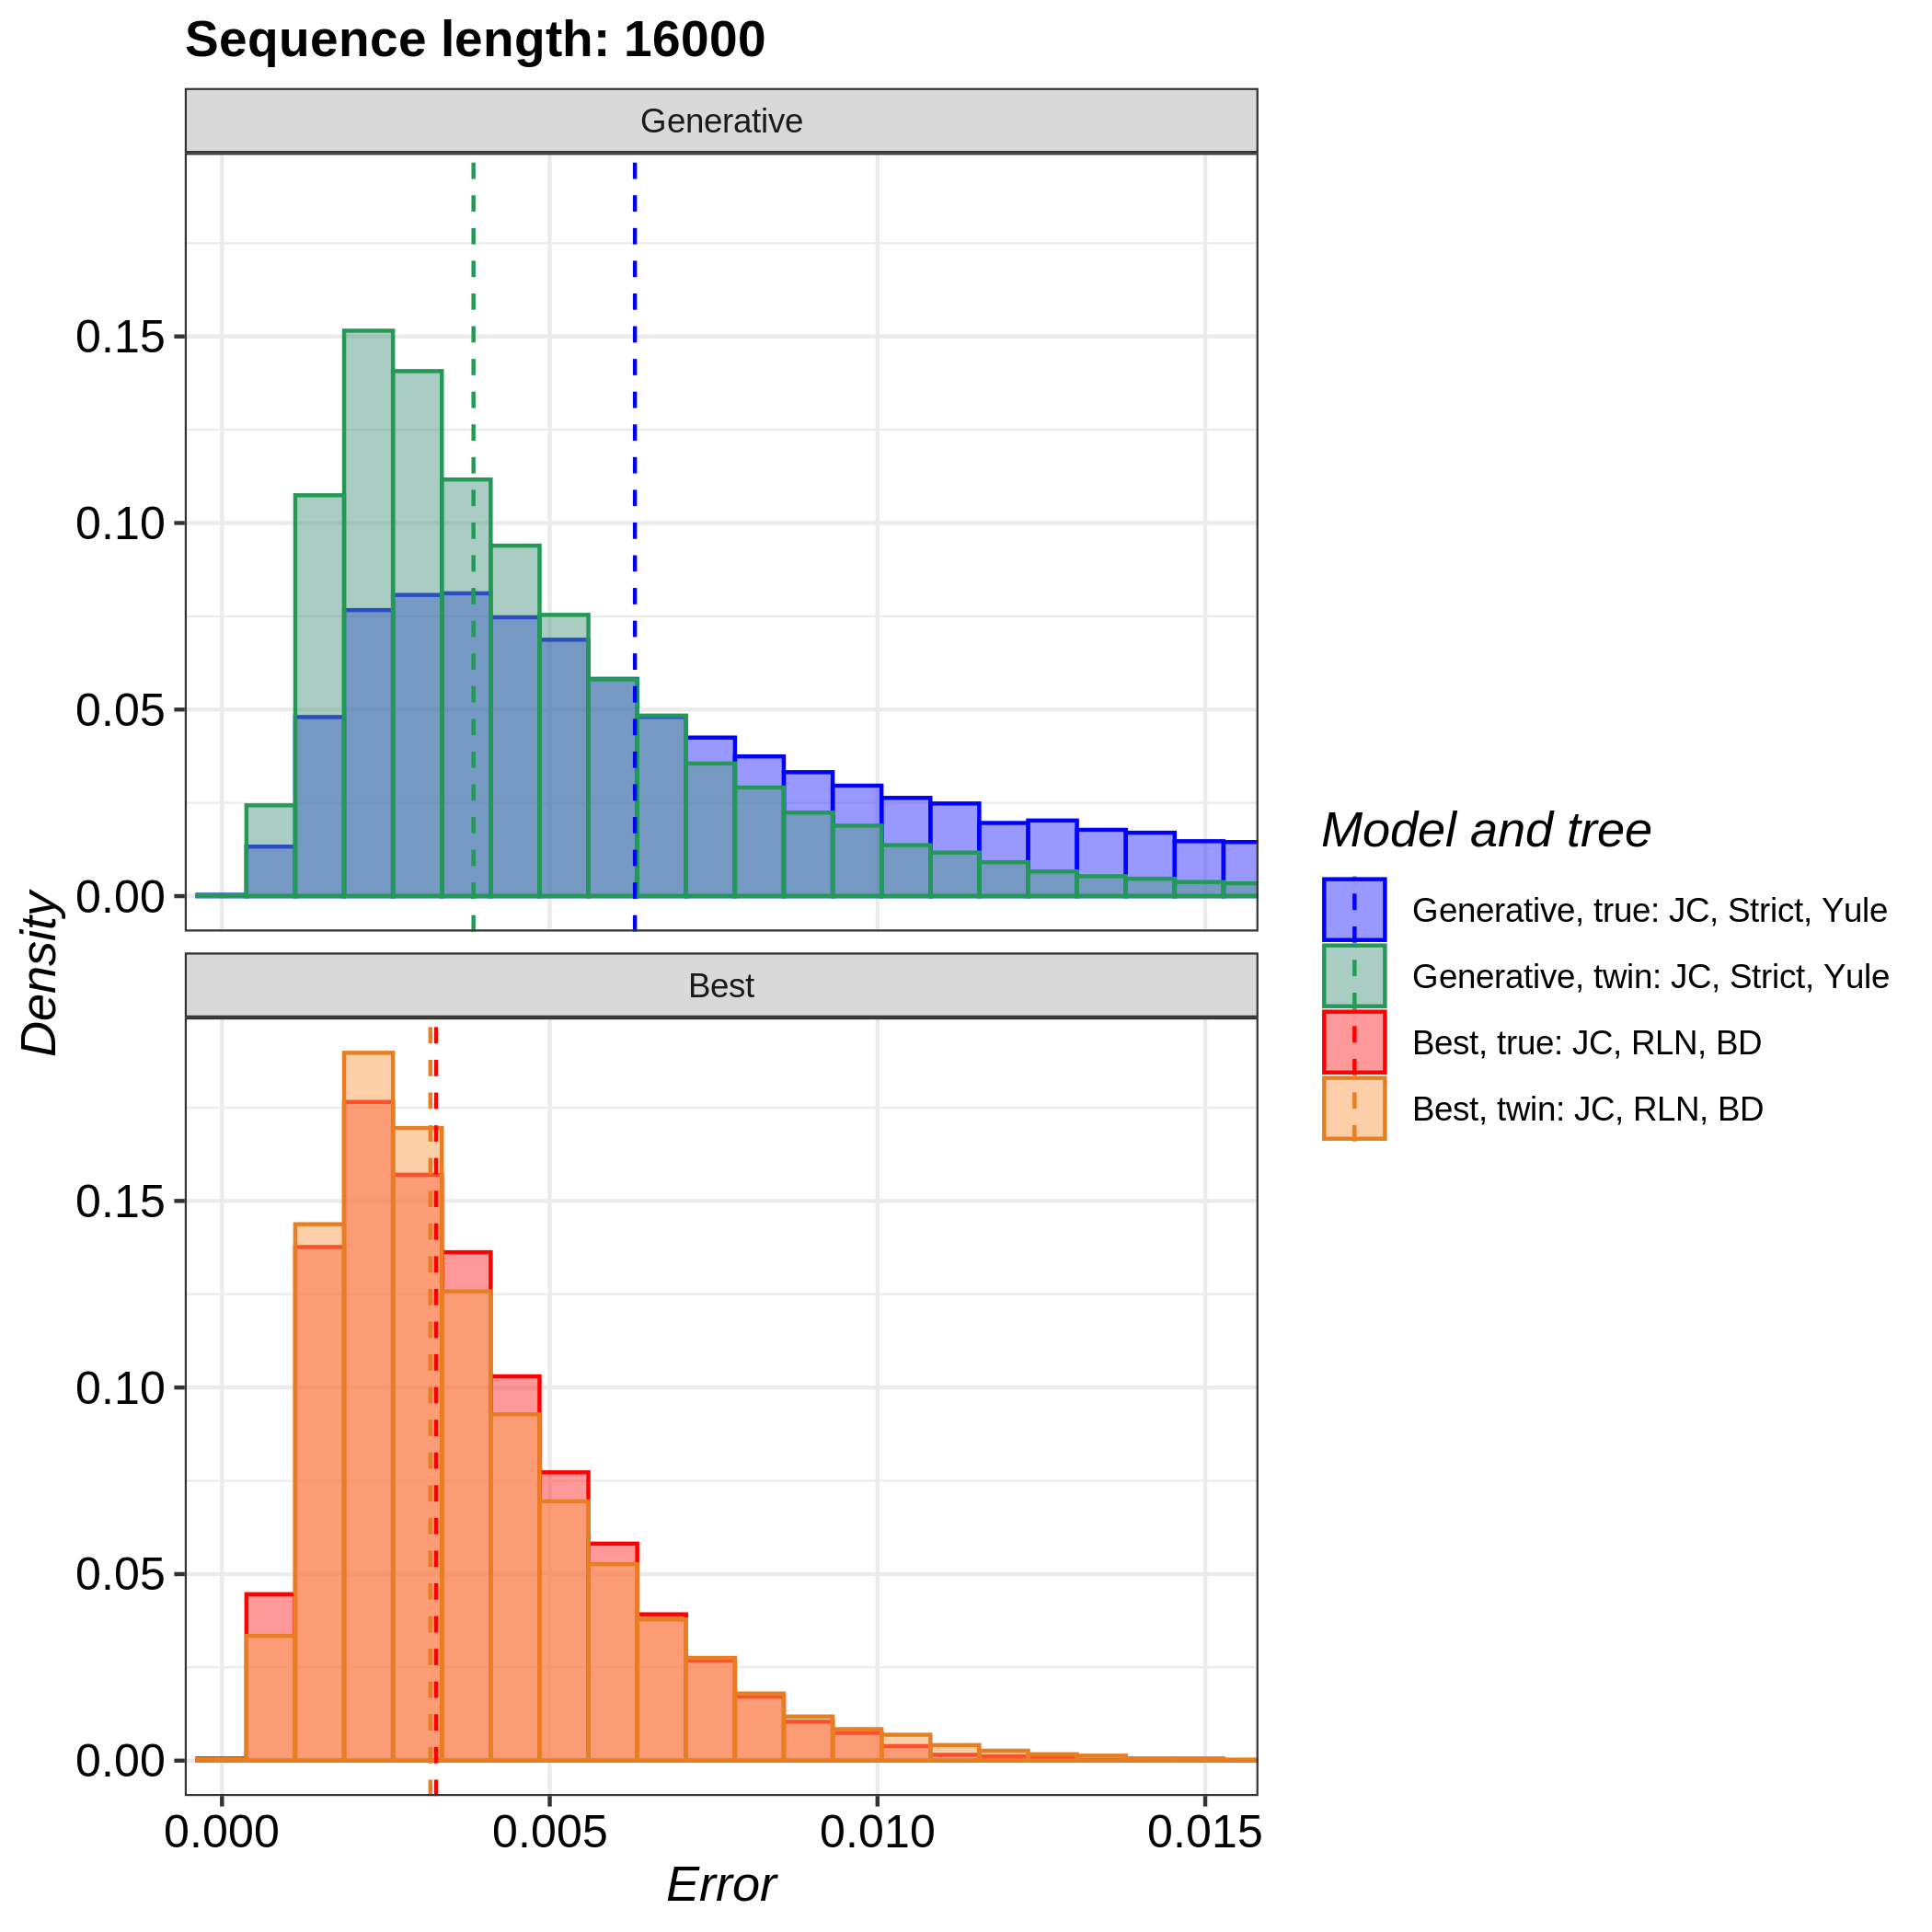 Sequence length: 16000
Generative
0.15
0.10
0.05
0.00
Density
Best
0.15
0.10
0.05
0.00
0.000 0.005 0.010 0.015
Error
Model and tree
Generative, true: JC, Strict, Yule
Generative, twin: JC, Strict, Yule
Best, true: JC, RLN, BD
Best, twin: JC, RLN, BD